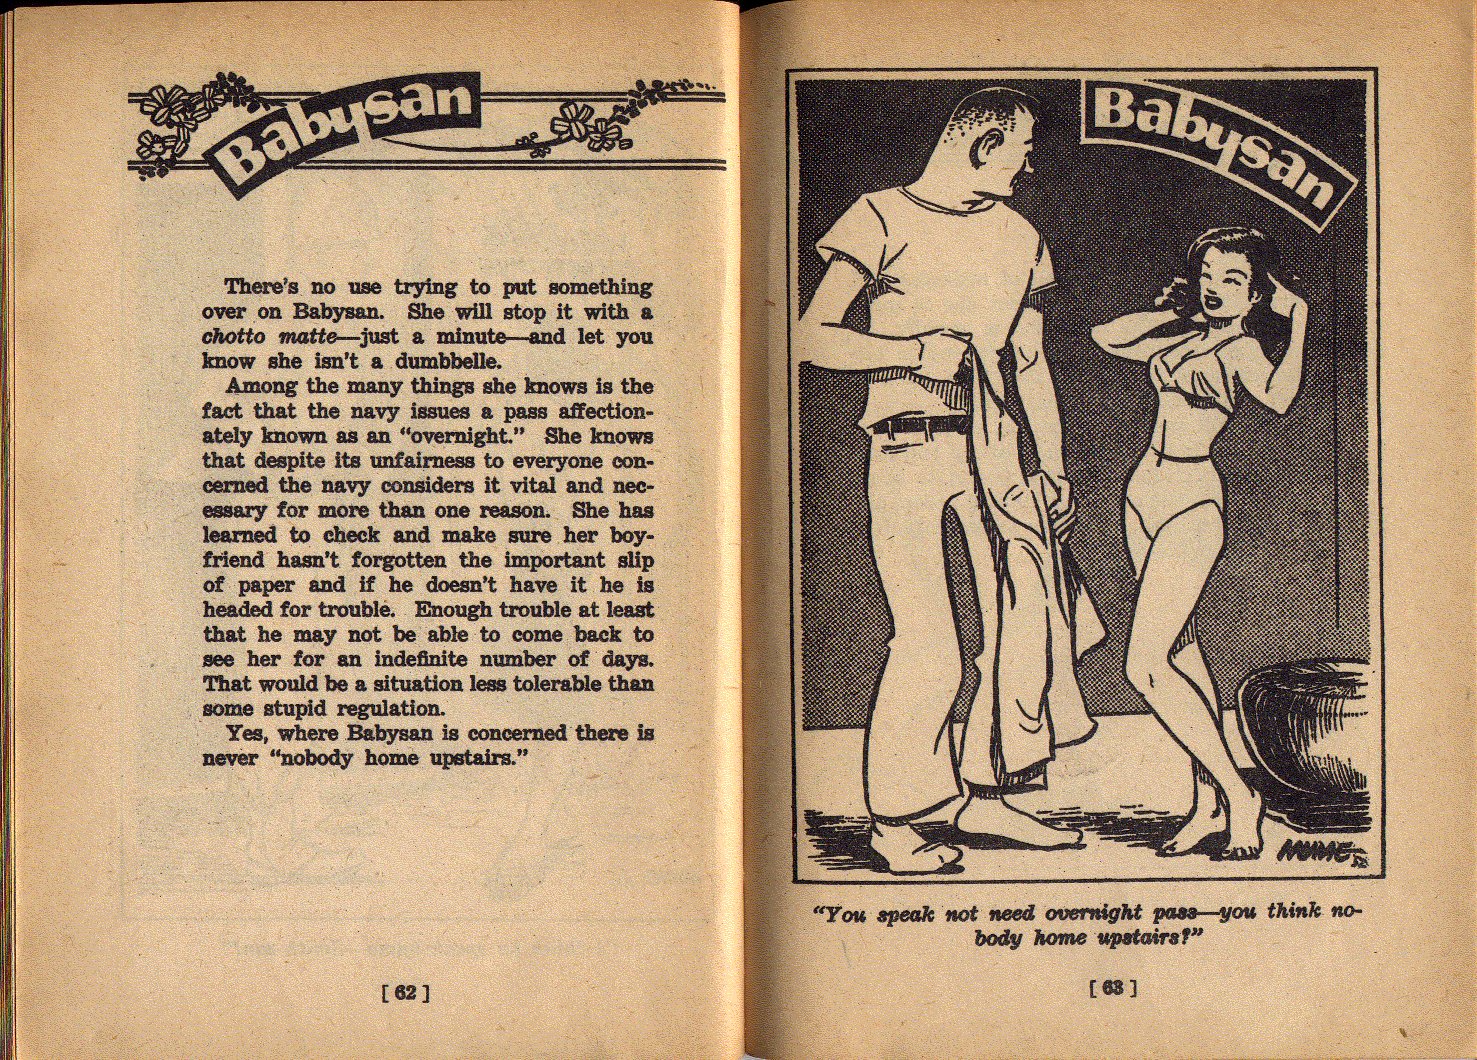 Babysan
There's no use trying to put something
over on Babysan. She will stop it with a
chotto matte—just a minute—and let you
know she isn't a dumbbelle.
Among the many things she knows is the
fact that the navy issues a pass affection-
ately known as an “overnight.” She knows
that despite its unfairness to everyone con-
cerned the navy considers it vital and nec-
essary for more than one reason. She has
learned to check and make sure her boy-
friend hasn't forgotten the important slip
of paper and if he doesn't have it he is
headed for trouble. Enough trouble at least
that he may not be able to come back to
see her for an indefinite number of days.
That would be a situation less tolerable than
some stupid regulation.
Yes, where Babysan is concerned there is
never “nobody home upstairs.”
[ 62 ]
Babysan
HUME
52
“You speak not need overnight pass—you think no-
body home upstairs?”
[ 63 ]